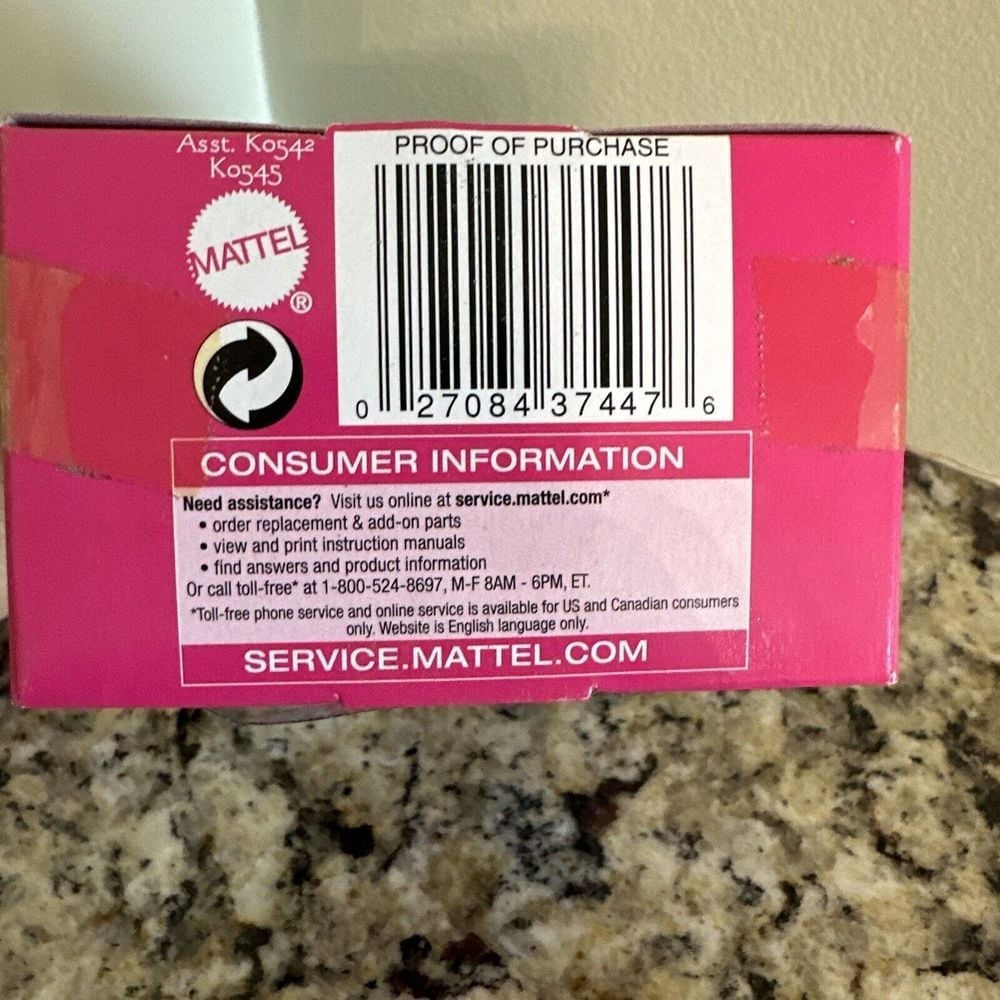 Asst. K0542
K0545
MATTEL
®
PROOF OF PURCHASE
0 27084 37447 6
CONSUMER INFORMATION
Need assistance? Visit us online at service.mattel.com*
• order replacement & add-on parts
• view and print instruction manuals
• find answers and product information
Or call toll-free* at 1-800-524-8697, M-F 8AM - 6PM, ET.
*Toll-free phone service and online service is available for US and Canadian consumers
only. Website is English language only.
SERVICE.MATTEL.COM